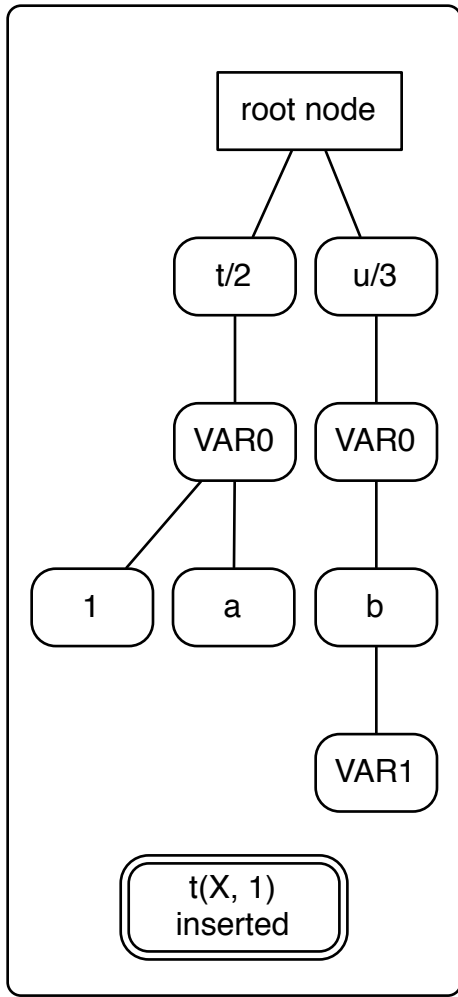 root node
t/2
u/3
VAR0
VAR0
1
a
b
VAR1
t(X, 1)
inserted